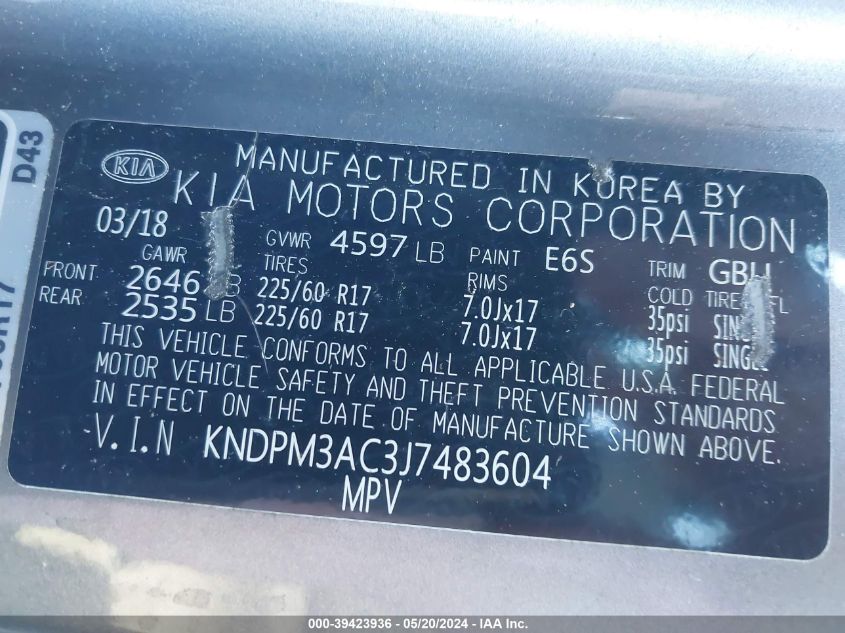 D43
KIA
MANUFACTURED IN KOREA BY
KIA MOTORS CORPORATION
03/18
GVWR 4597 LB PAINT E6S TRIM
GAWR TIRES RIMS COLD
FRONT 2646 225/60 R17 7.0Jx17 35psi
REAR 2535 LB 225/60 R17 7.0Jx17 35psi SINGLE
THIS VEHICLE CONFORMS TO ALL APPLICABLE U.S.A. FEDERAL
MOTOR VEHICLE SAFETY AND THEFT PREVENTION STANDARDS
IN EFFECT ON THE DATE OF MANUFACTURE SHOWN ABOVE.
V.I.N KNDPM3AC3J7483604
MPV
000-39423936 - 05/20/2024 - IAA Inc.